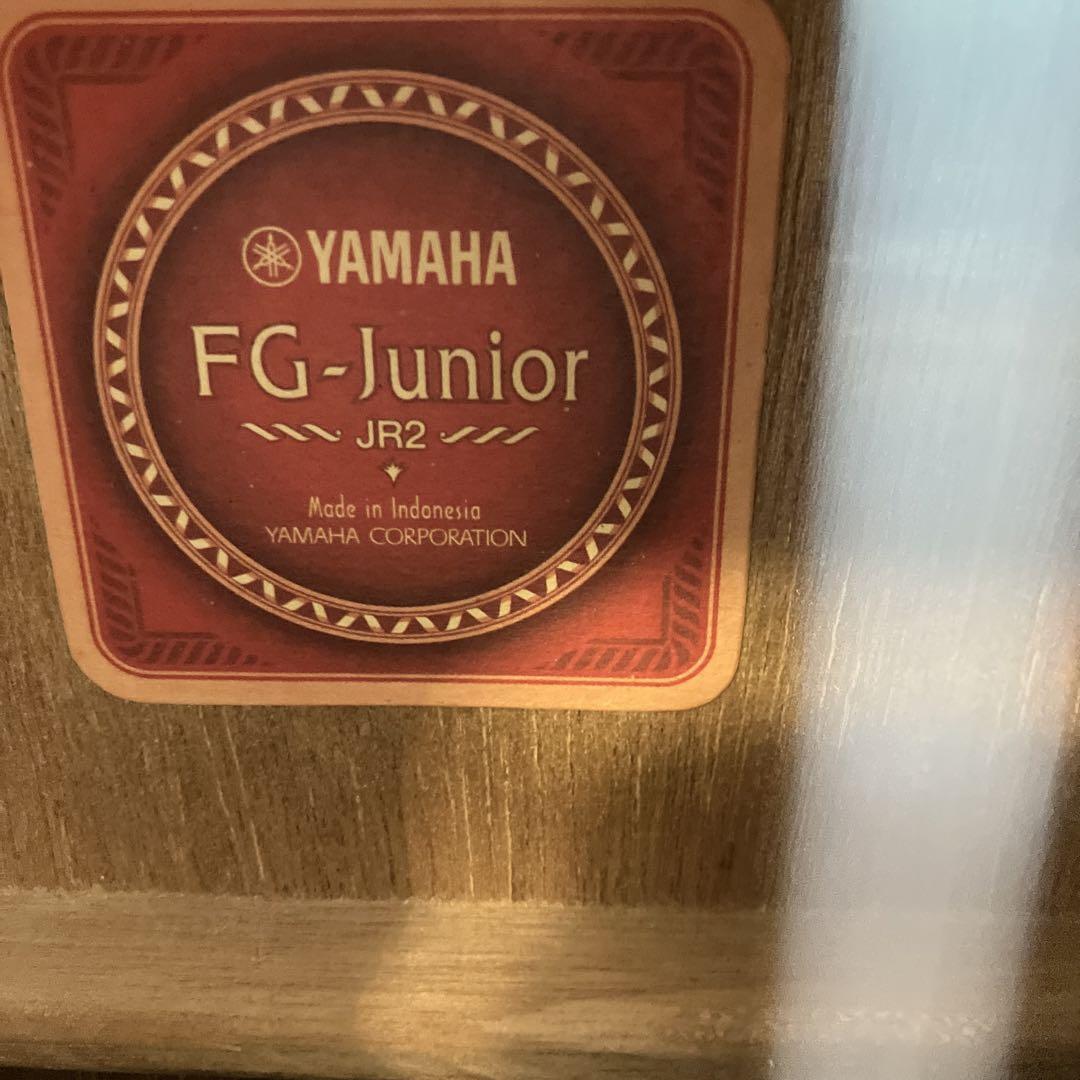 YAMAHA
FG-Junior
JR2
Made in Indonesia
YAMAHA CORPORATION